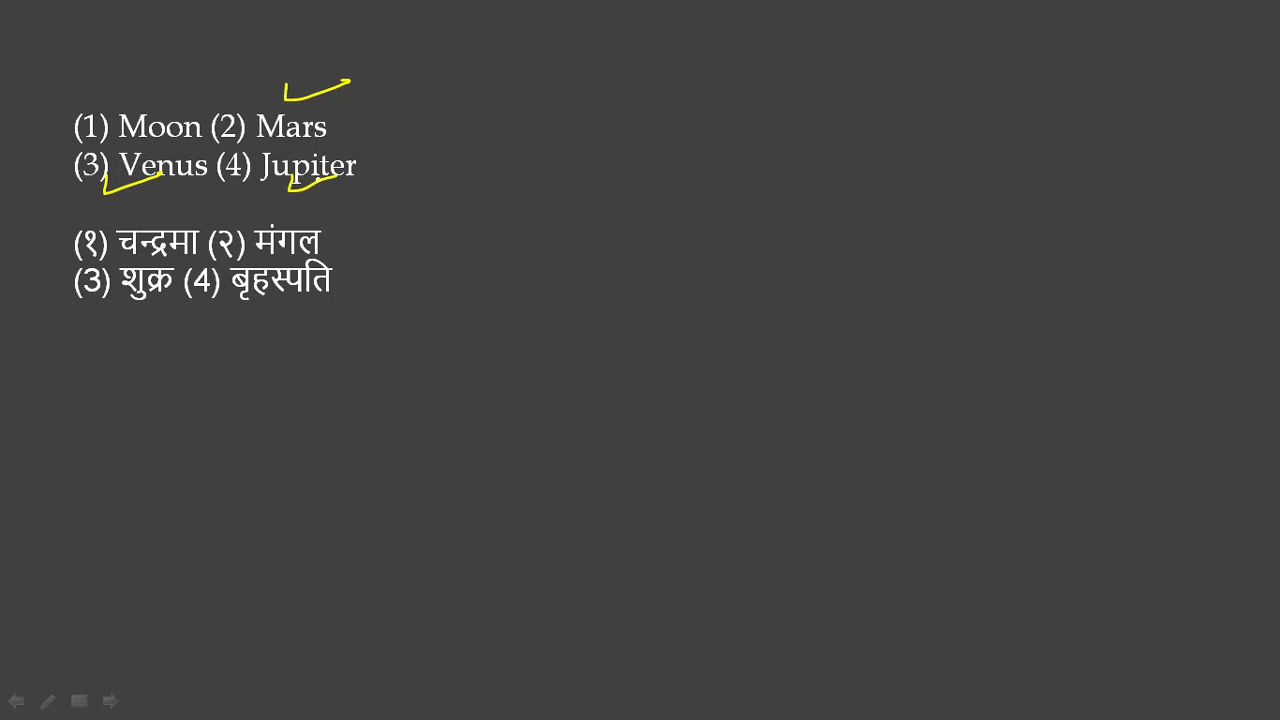 (1) Moon (2) Mars
(3) Venus (4) Jupiter
(१) चन्द्रमा (२) मंगल
(3) शुक्र (4) बृहस्पति